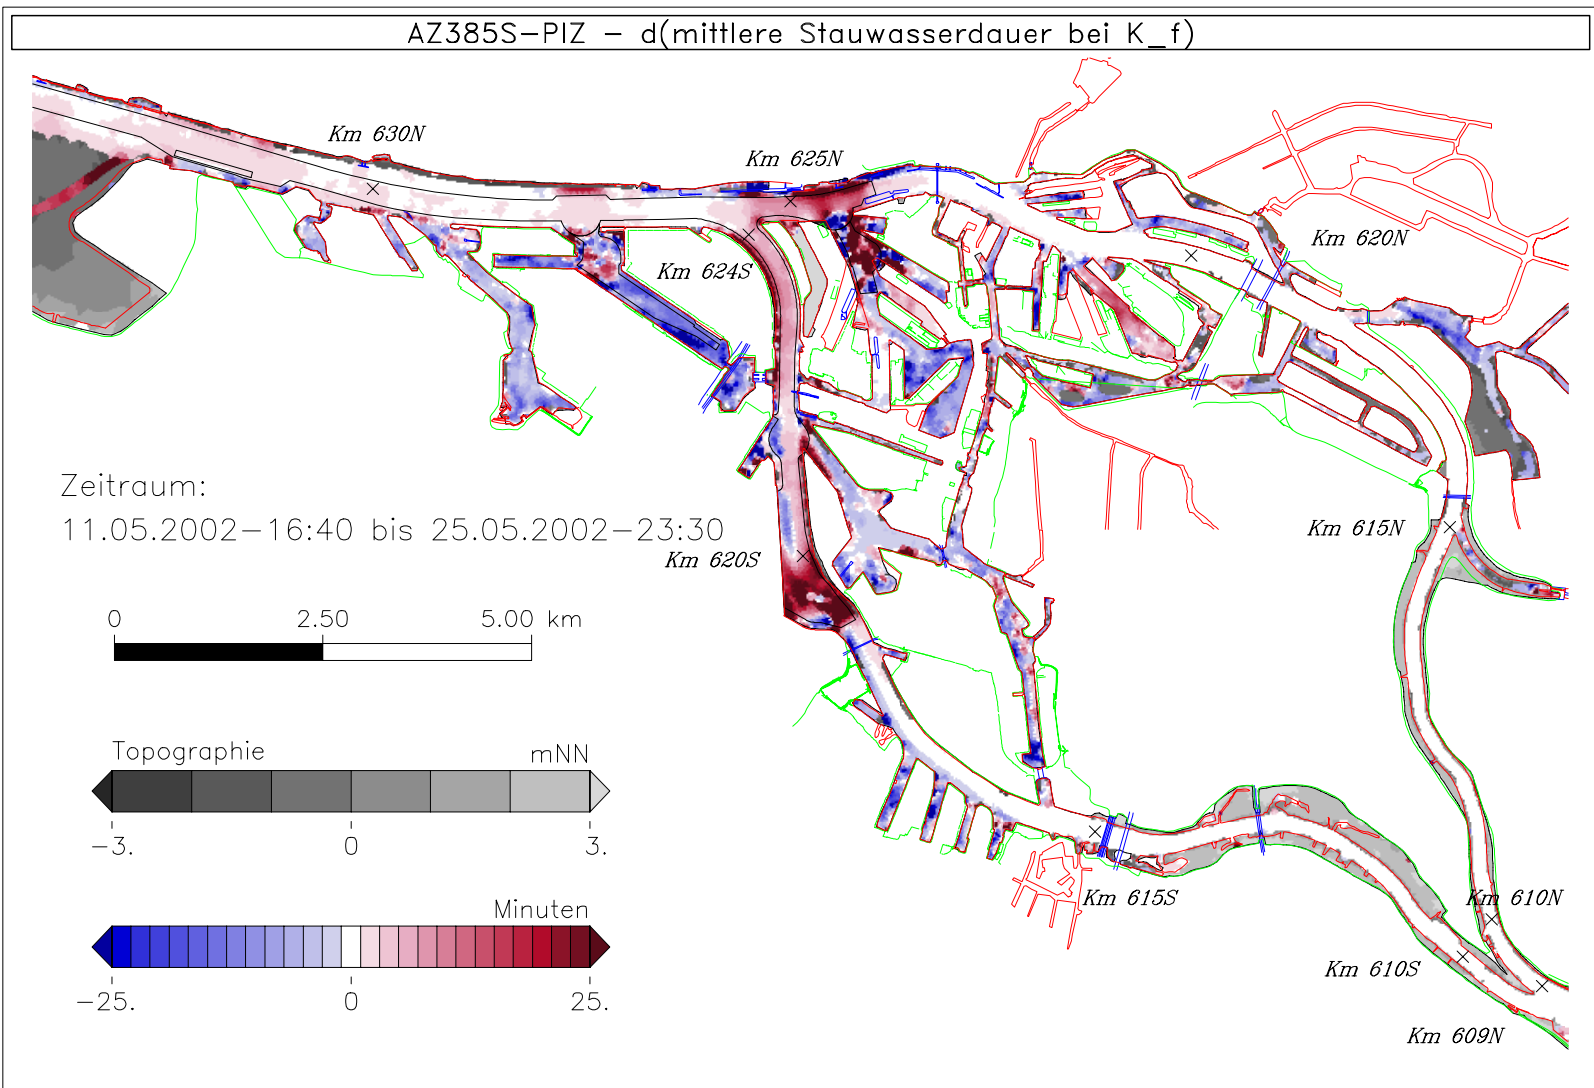 AZ385S-PIZ - d(mittlere Stauwasserdauer bei K_f)
Km 630N
Km 625N
Km 620N
Km 624S
Zeitraum:
11.05.2002-16:40 bis 25.05.2002-23:30
Km 615N
Km 620S
0 2.50 5.00 km
Topographie mNN
-3. 0 3.
Minuten
-25. 0 25.
Km 615S
Km 610N
Km 610S
Km 609N